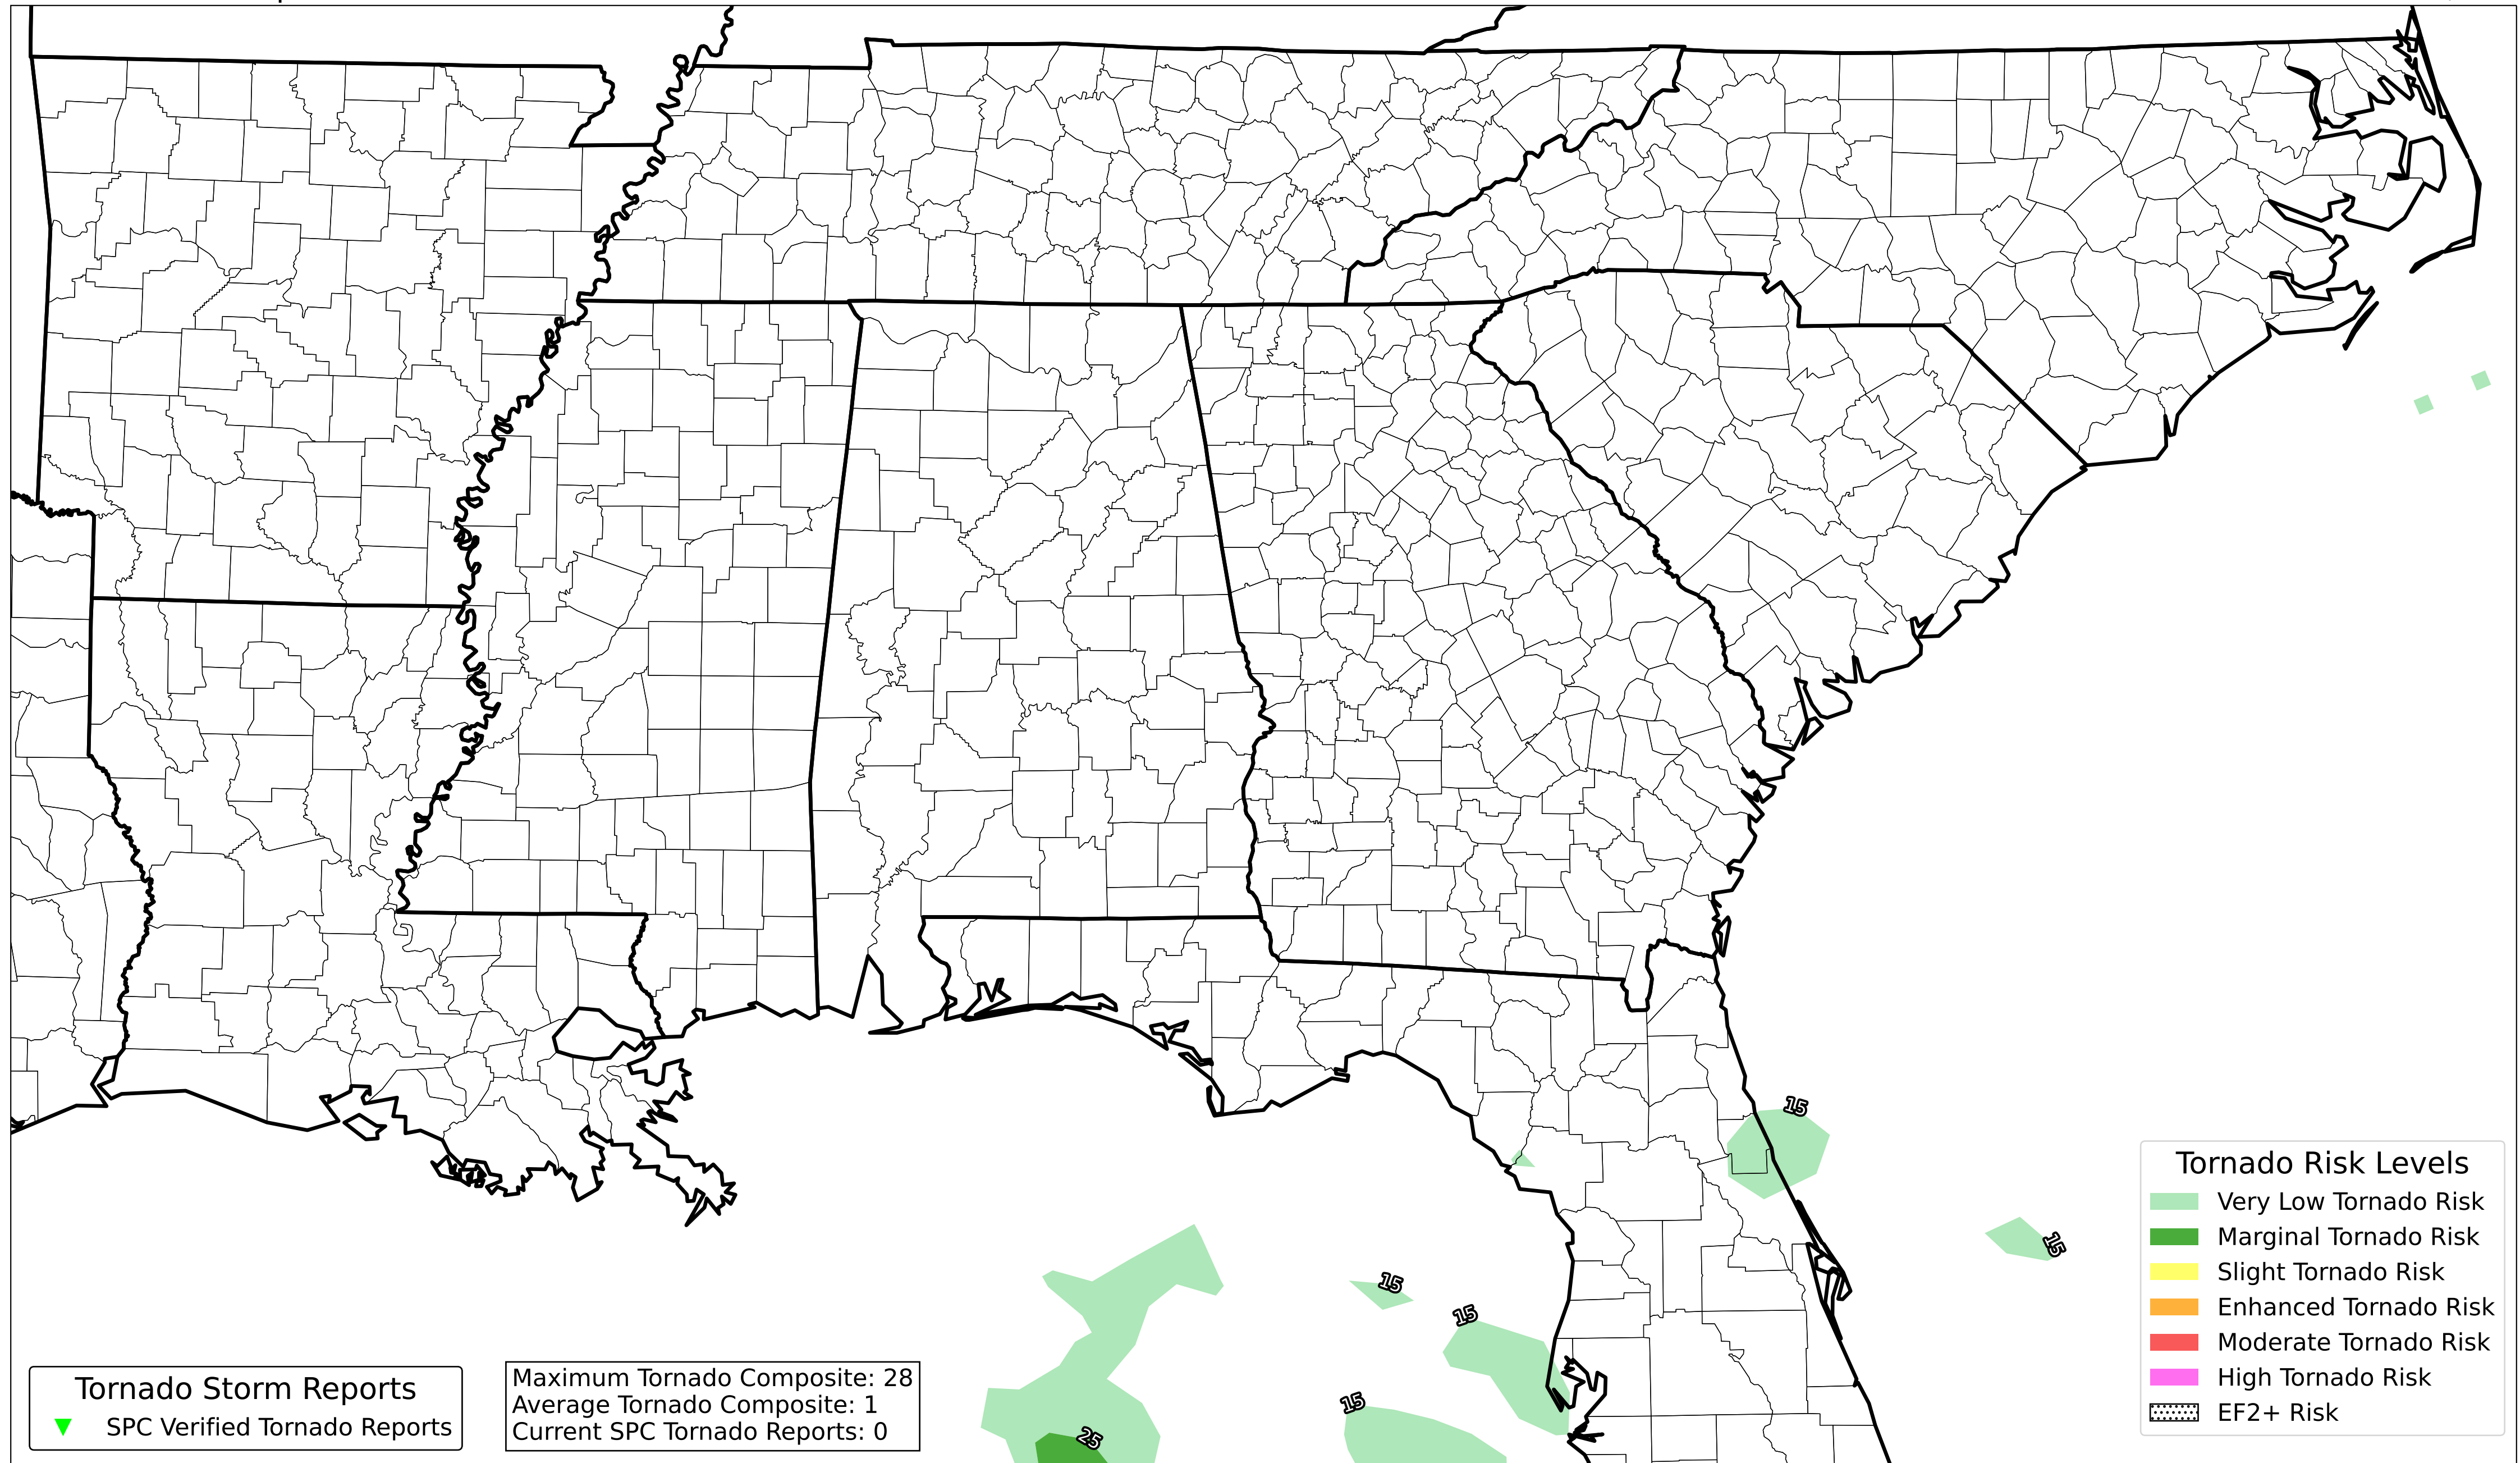 15
15
15
15
15
25
Tornado Risk Levels
Very Low Tornado Risk
Marginal Tornado Risk
Slight Tornado Risk
Enhanced Tornado Risk
Moderate Tornado Risk
High Tornado Risk
EF2+ Risk
Tornado Storm Reports
SPC Verified Tornado Reports
Maximum Tornado Composite: 28
Average Tornado Composite: 1
Current SPC Tornado Reports: 0